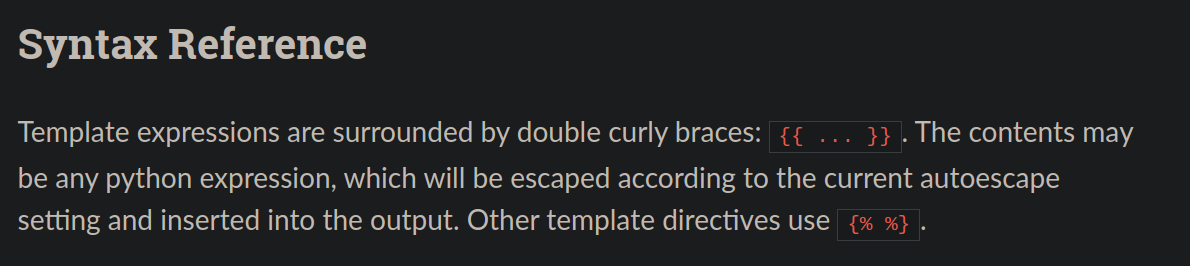 Syntax Reference
Template expressions are surrounded by double curly braces: {{ ... }}. The contents may
be any python expression, which will be escaped according to the current autoescape
setting and inserted into the output. Other template directives use {% %}.